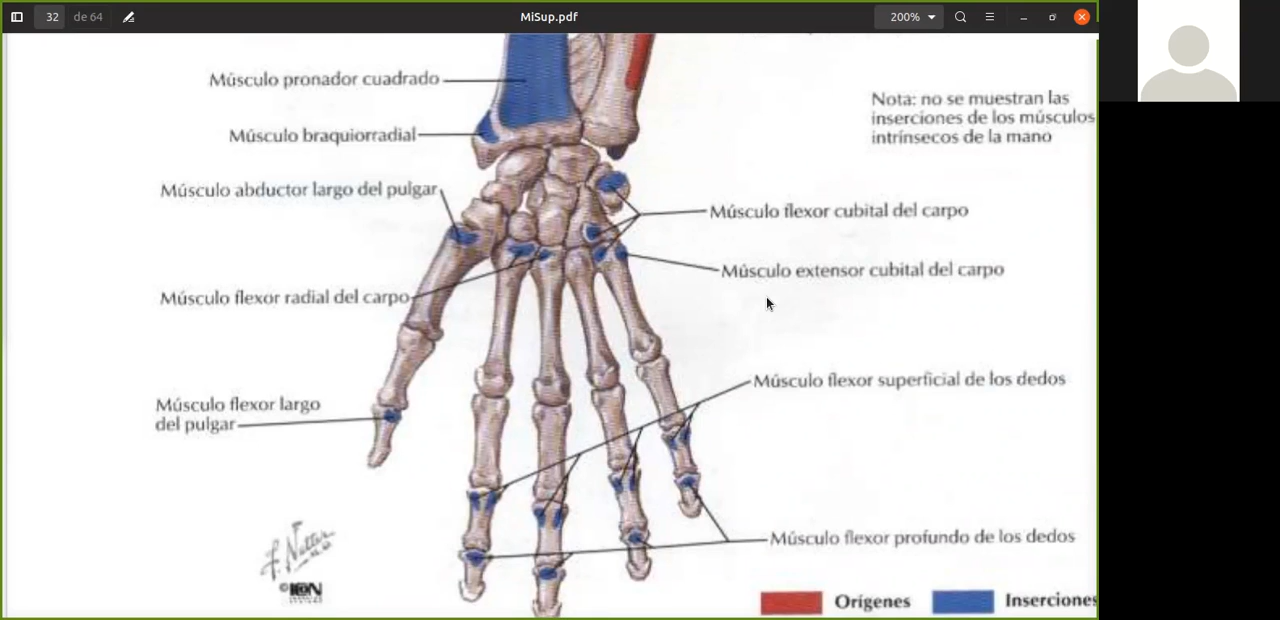 32 de 64
MiSup.pdf
200%
Músculo pronador cuadrado
Músculo braquiorradial
Nota: no se muestran las
inserciones de los músculos
intrínsecos de la mano
Músculo abductor largo del pulgar
Músculo flexor cubital del carpo
Músculo extensor cubital del carpo
Músculo flexor radial del carpo
Músculo flexor superficial de los dedos
Músculo flexor largo
del pulgar
Músculo flexor profundo de los dedos
F. Netter
©ICON
Orígenes
Inserciones